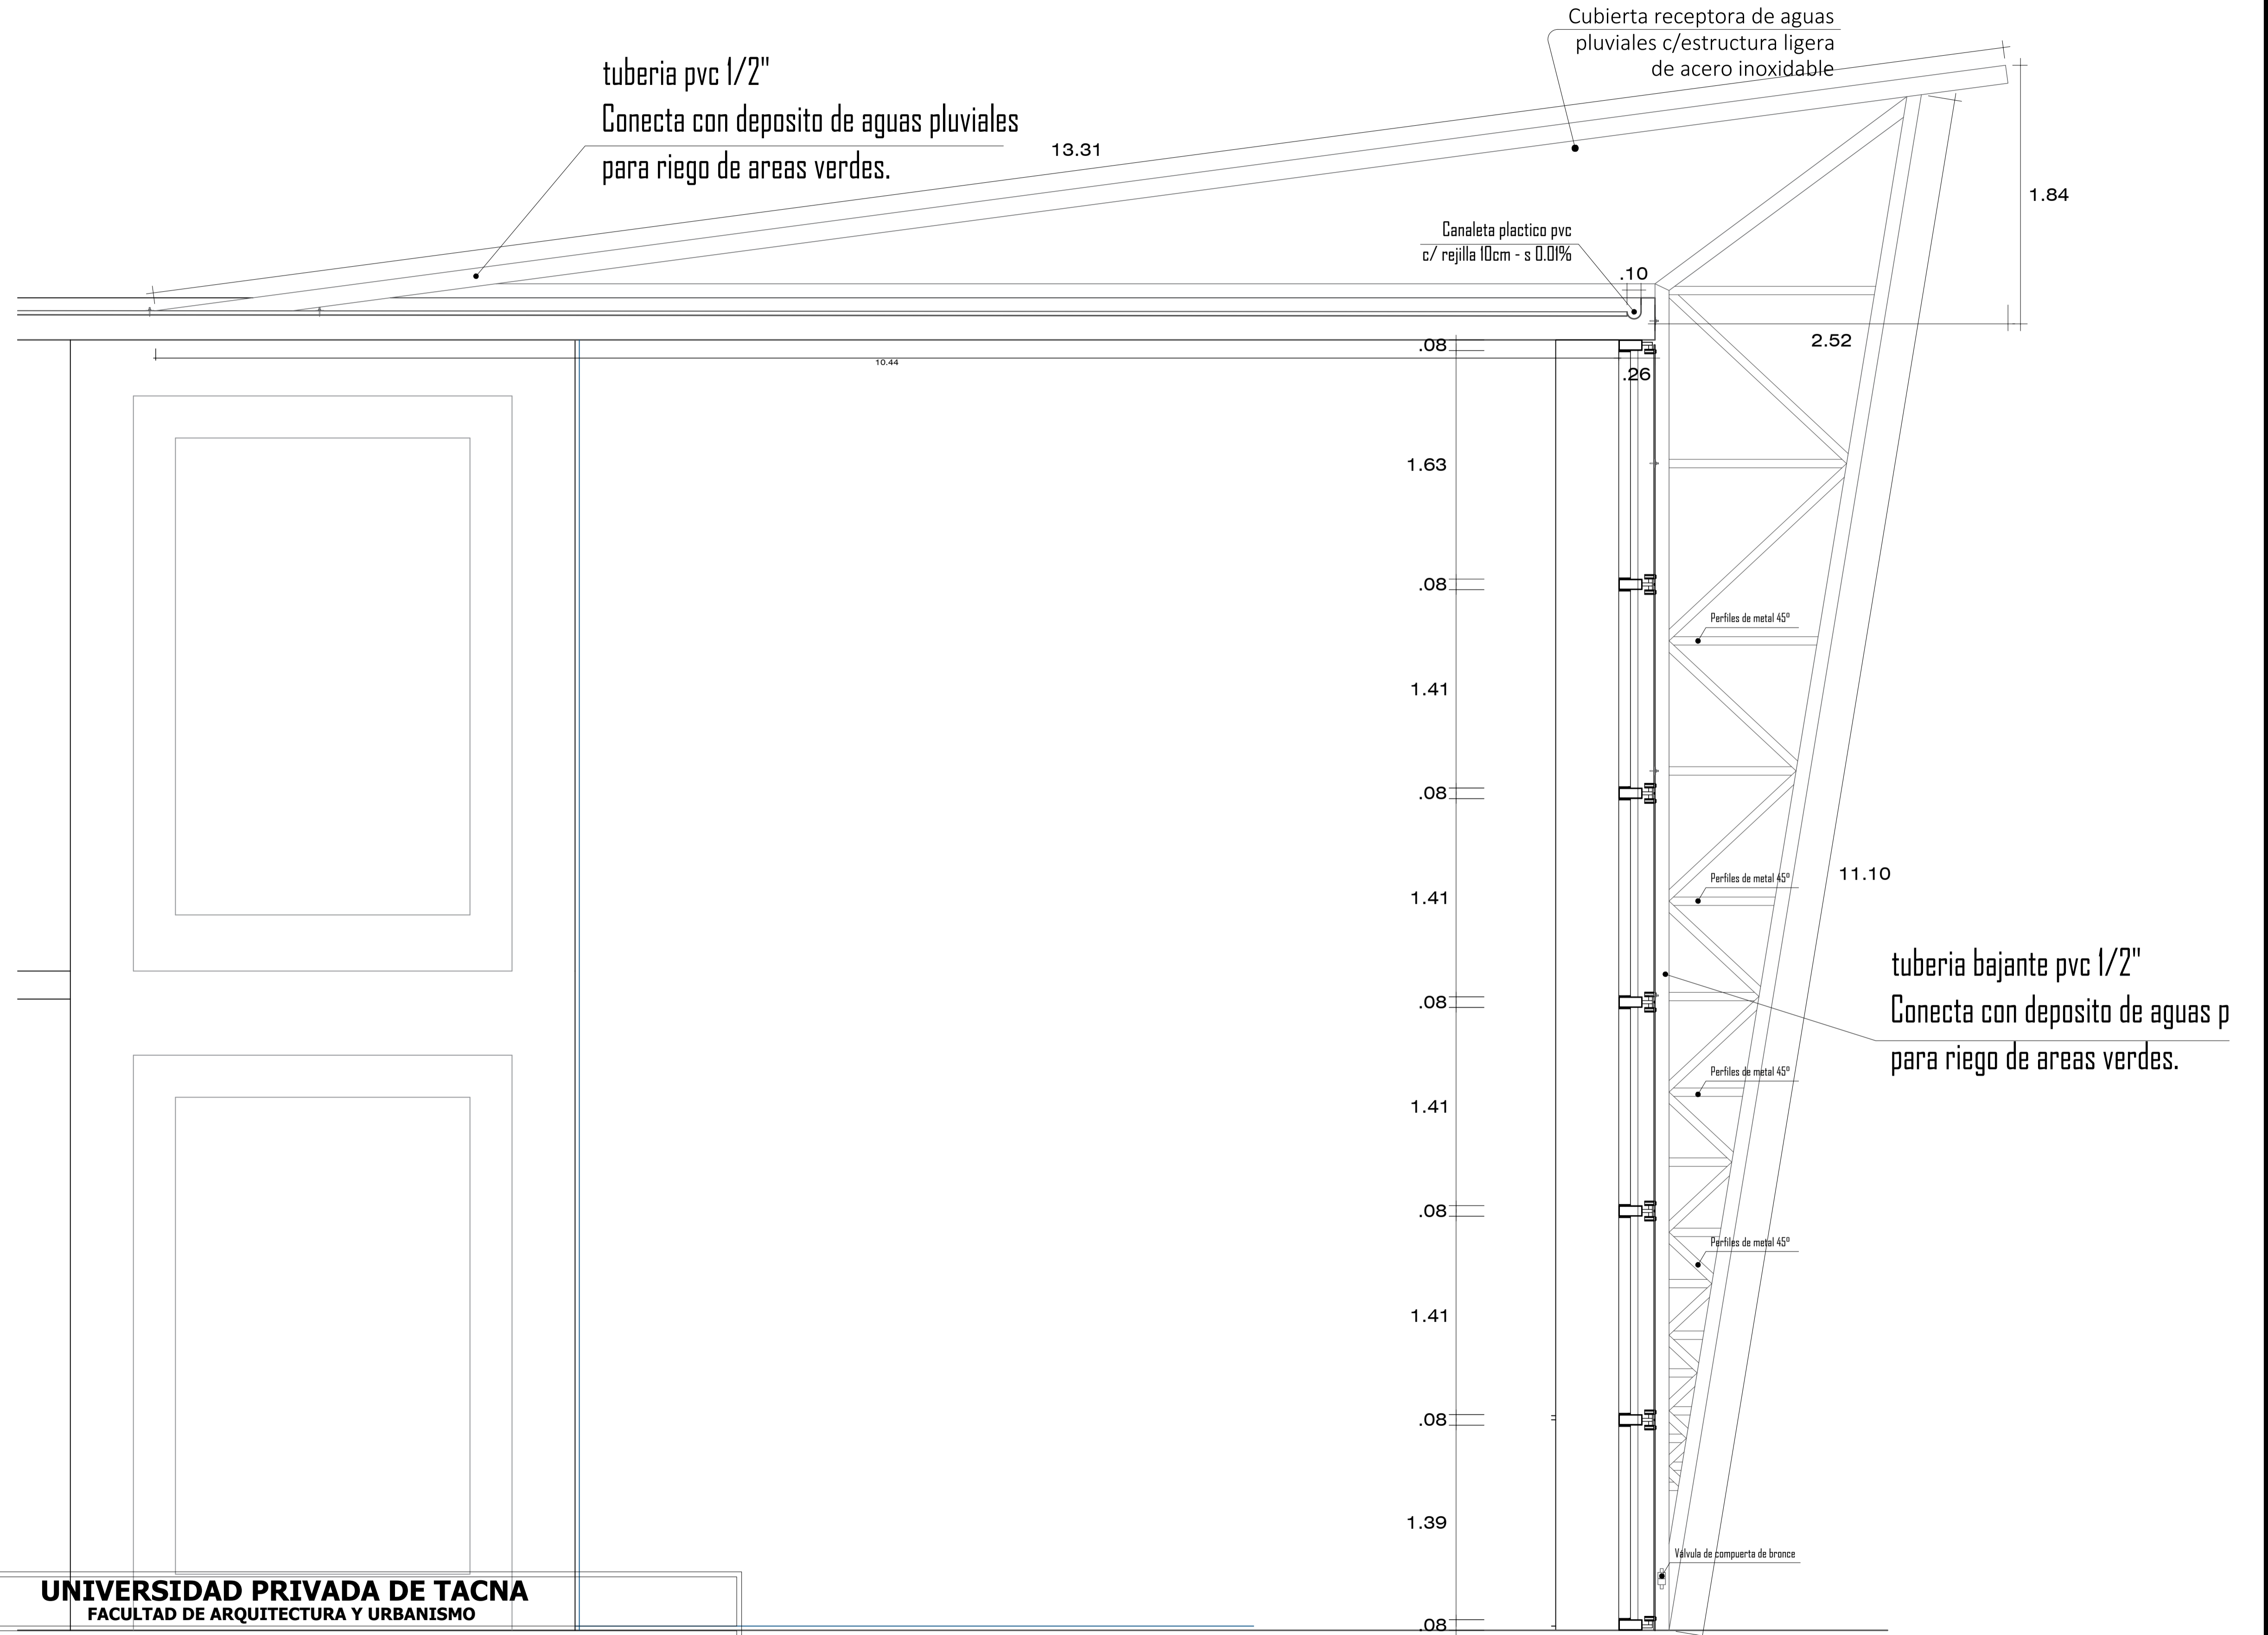 Cubierta receptora de aguas
pluviales c/estructura ligera
de acero inoxidable
tuberia pvc 1/2"
Conecta con deposito de aguas pluviales
para riego de areas verdes.
13.31
1.84
Canaleta plactico pvc
c/ rejilla 10cm - s 0.01%
.10
2.52
.08
10.44
.26
1.63
.08
Perfiles de metal 45º
1.41
.08
11.10
Perfiles de metal 45º
1.41
tuberia bajante pvc 1/2"
Conecta con deposito de aguas p
para riego de areas verdes.
.08
Perfiles de metal 45º
1.41
.08
Perfiles de metal 45º
1.41
.08
1.39
Válvula de compuerta de bronce
UNIVERSIDAD PRIVADA DE TACNA
FACULTAD DE ARQUITECTURA Y URBANISMO
.08